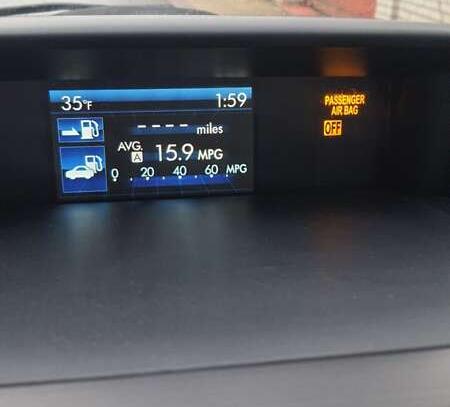 35°F 1:59
---- miles
AVG.
A 15.9 MPG
0 20 40 60 MPG
PASSENGER
AIR BAG
OFF